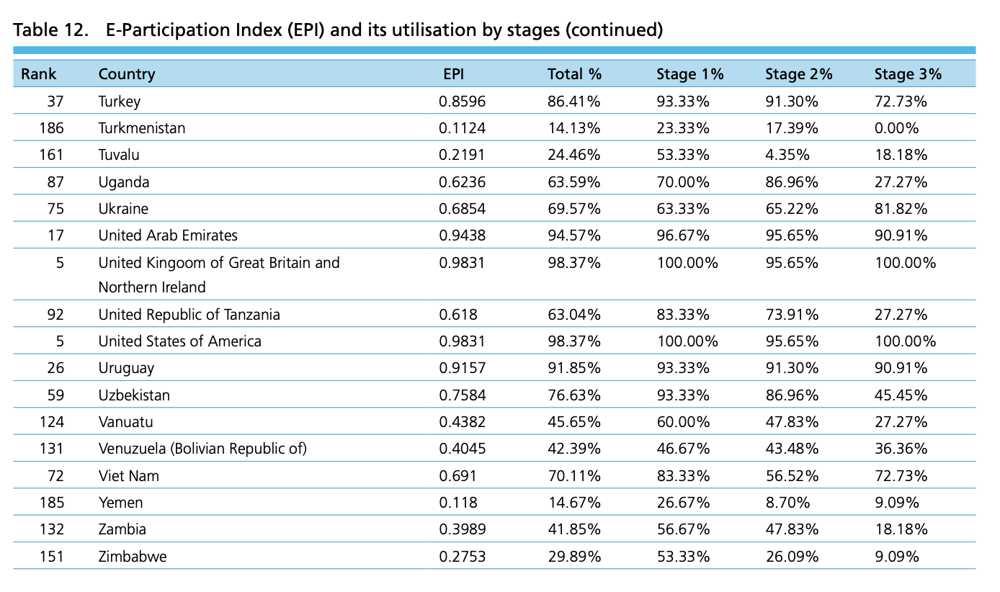 Table 12. E-Participation Index (EPI) and its utilisation by stages (continued)
Rank Country EPI Total % Stage 1% Stage 2% Stage 3%
37 Turkey 0.8596 86.41% 93.33% 91.30% 72.73%
186 Turkmenistan 0.1124 14.13% 23.33% 17.39% 0.00%
161 Tuvalu 0.2191 24.46% 53.33% 4.35% 18.18%
87 Uganda 0.6236 63.59% 70.00% 86.96% 27.27%
75 Ukraine 0.6854 69.57% 63.33% 65.22% 81.82%
17 United Arab Emirates 0.9438 94.57% 96.67% 95.65% 90.91%
5 United Kingoom of Great Britain and 0.9831 98.37% 100.00% 95.65% 100.00%
Northern Ireland
92 United Republic of Tanzania 0.618 63.04% 83.33% 73.91% 27.27%
5 United States of America 0.9831 98.37% 100.00% 95.65% 100.00%
26 Uruguay 0.9157 91.85% 93.33% 91.30% 90.91%
59 Uzbekistan 0.7584 76.63% 93.33% 86.96% 45.45%
124 Vanuatu 0.4382 45.65% 60.00% 47.83% 27.27%
131 Venuzuela (Bolivian Republic of) 0.4045 42.39% 46.67% 43.48% 36.36%
72 Viet Nam 0.691 70.11% 83.33% 56.52% 72.73%
185 Yemen 0.118 14.67% 26.67% 8.70% 9.09%
132 Zambia 0.3989 41.85% 56.67% 47.83% 18.18%
151 Zimbabwe 0.2753 29.89% 53.33% 26.09% 9.09%